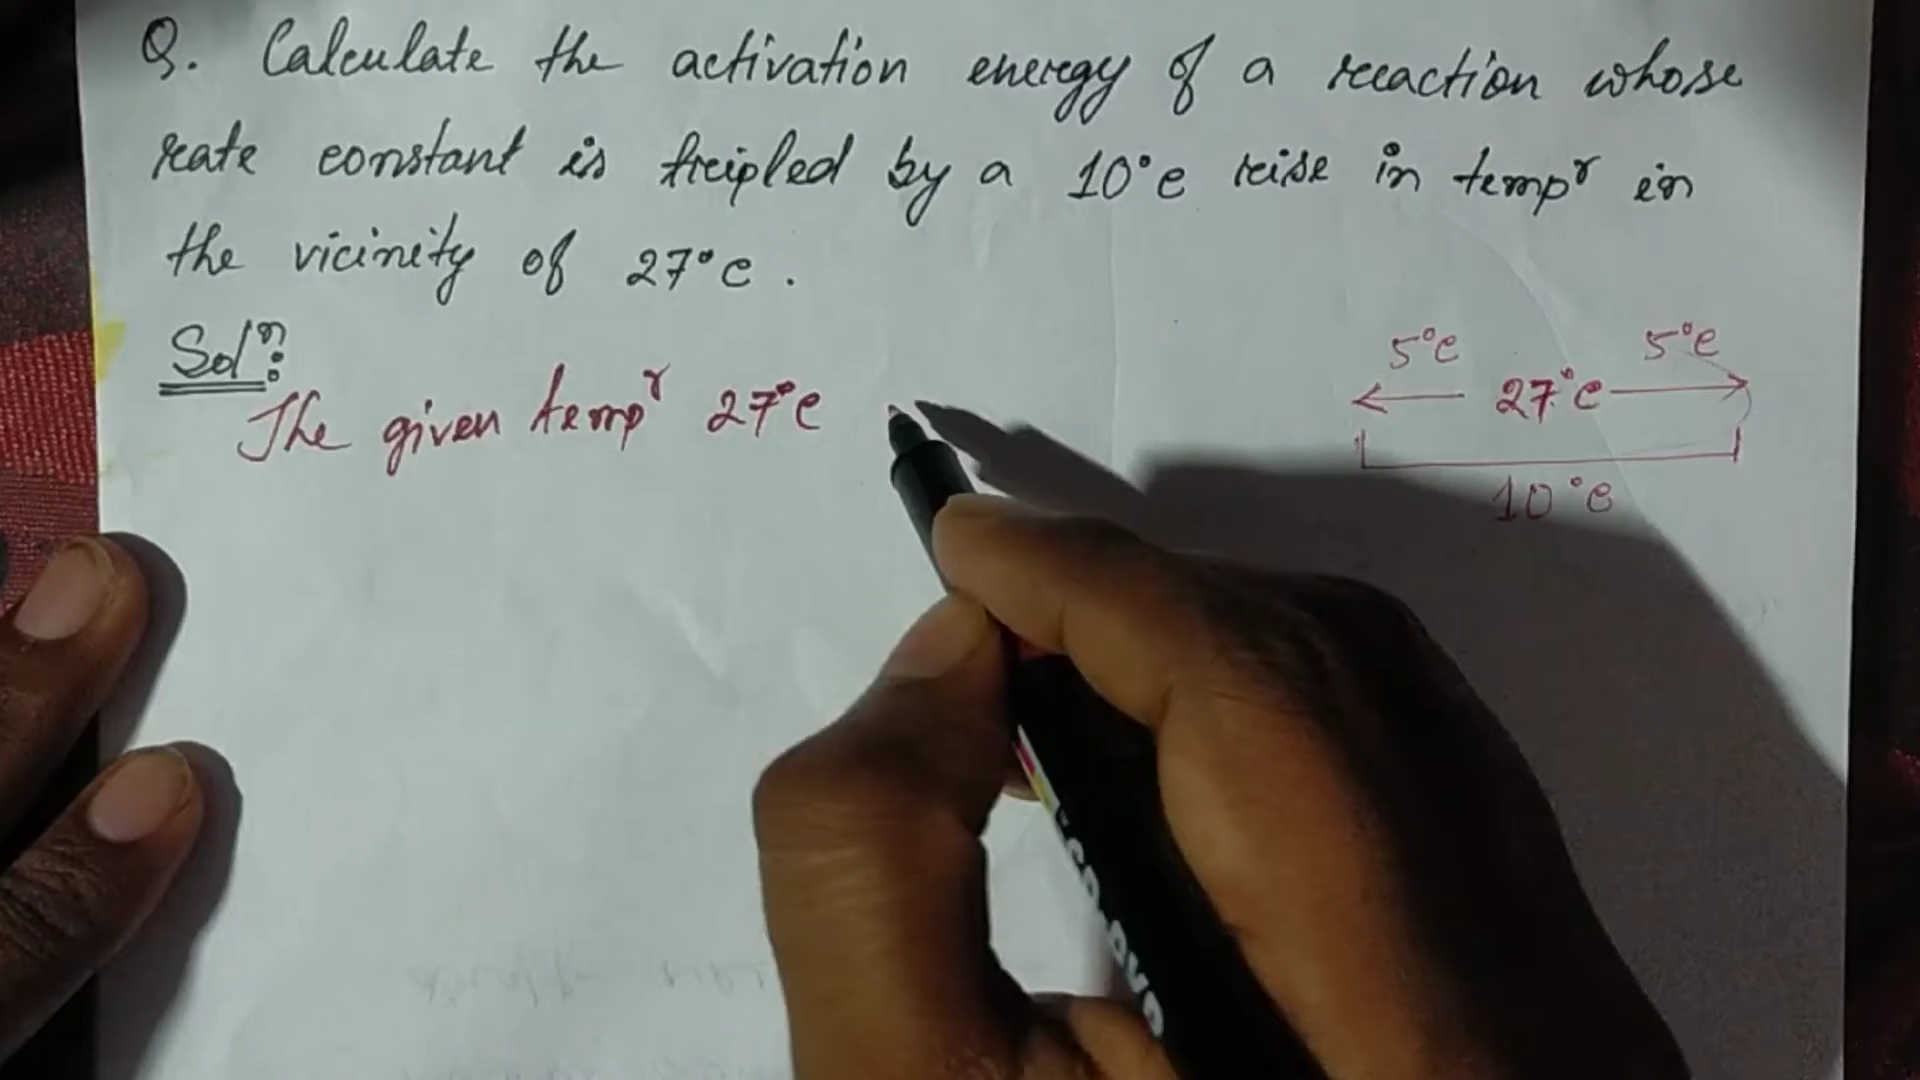 Q. Calculate the activation energy of a reaction whose
rate constant is tripled by a 10°C rise in tempʳ in
the vicinity of 27°C.
Solⁿ:
The given tempʳ 27°C
5°C 5°C
27°C
10°C